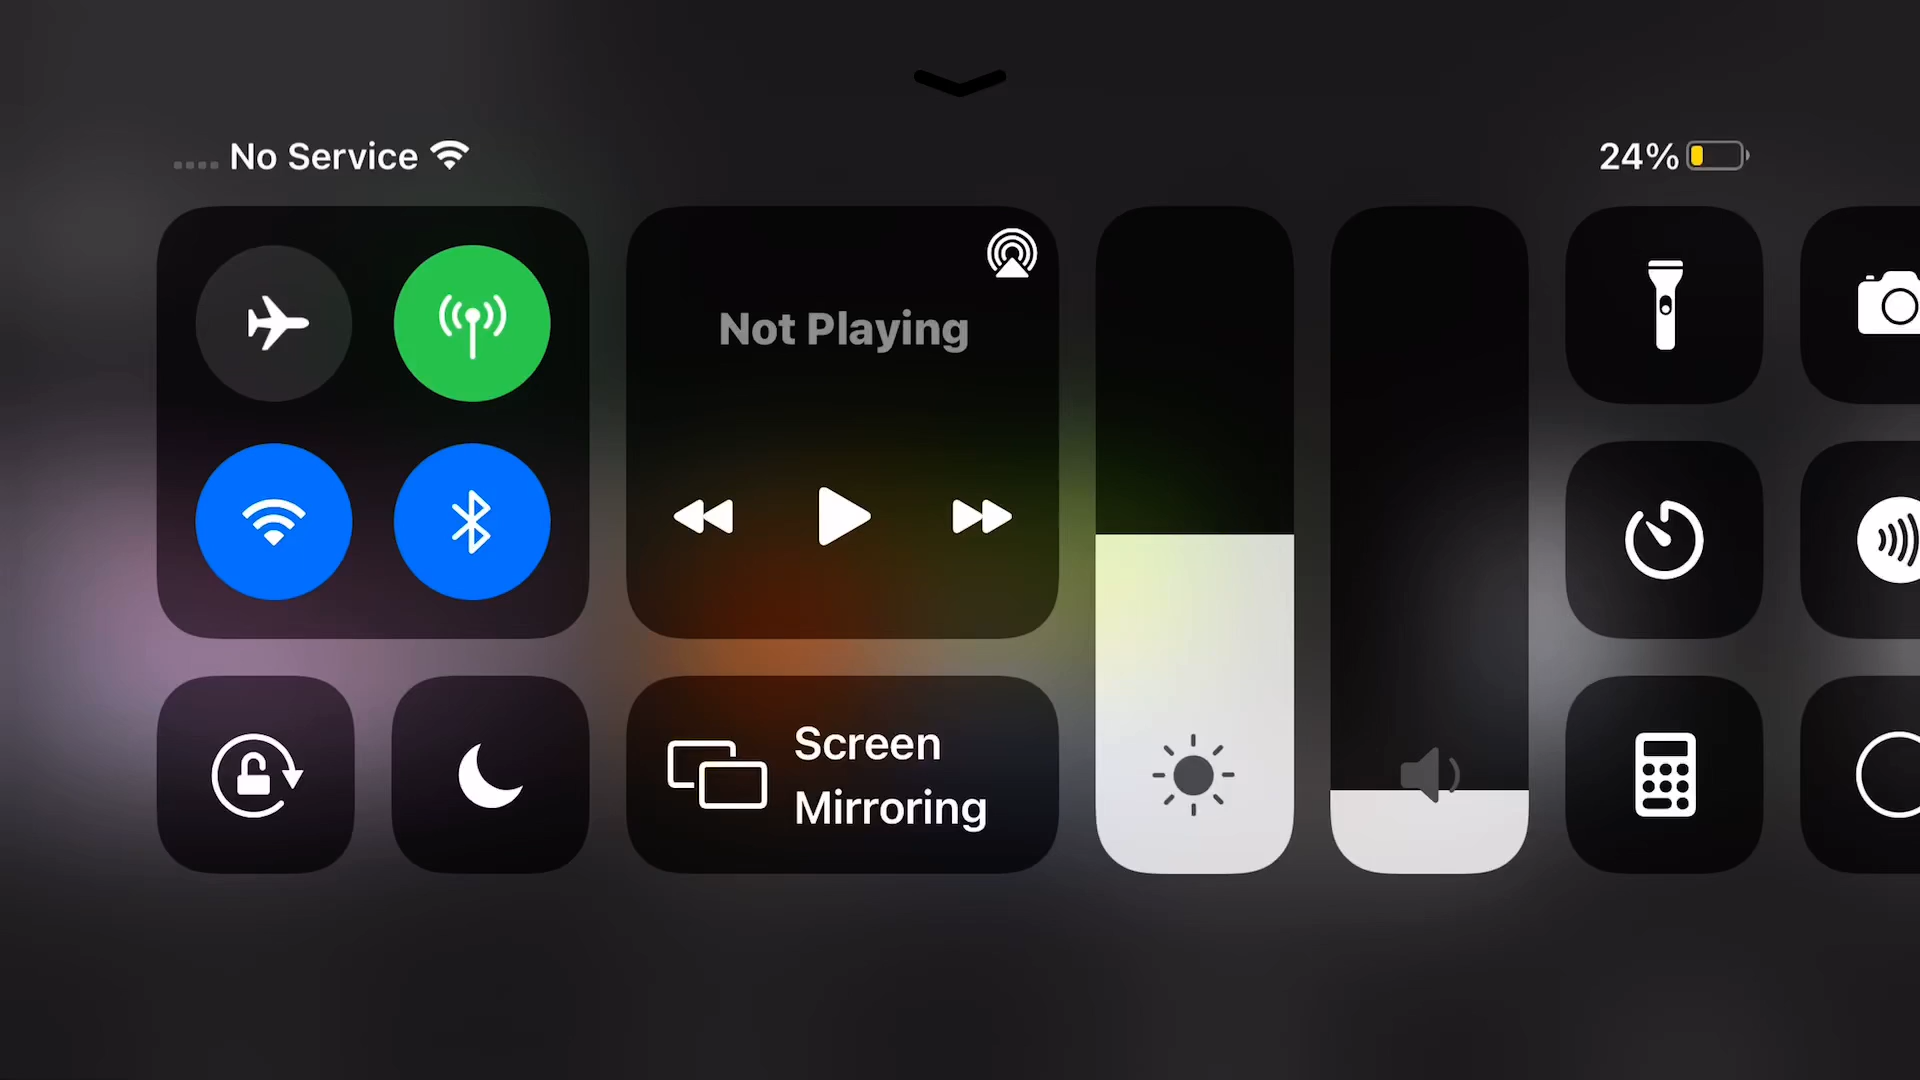 No Service
24%
Not Playing
Screen
Mirroring